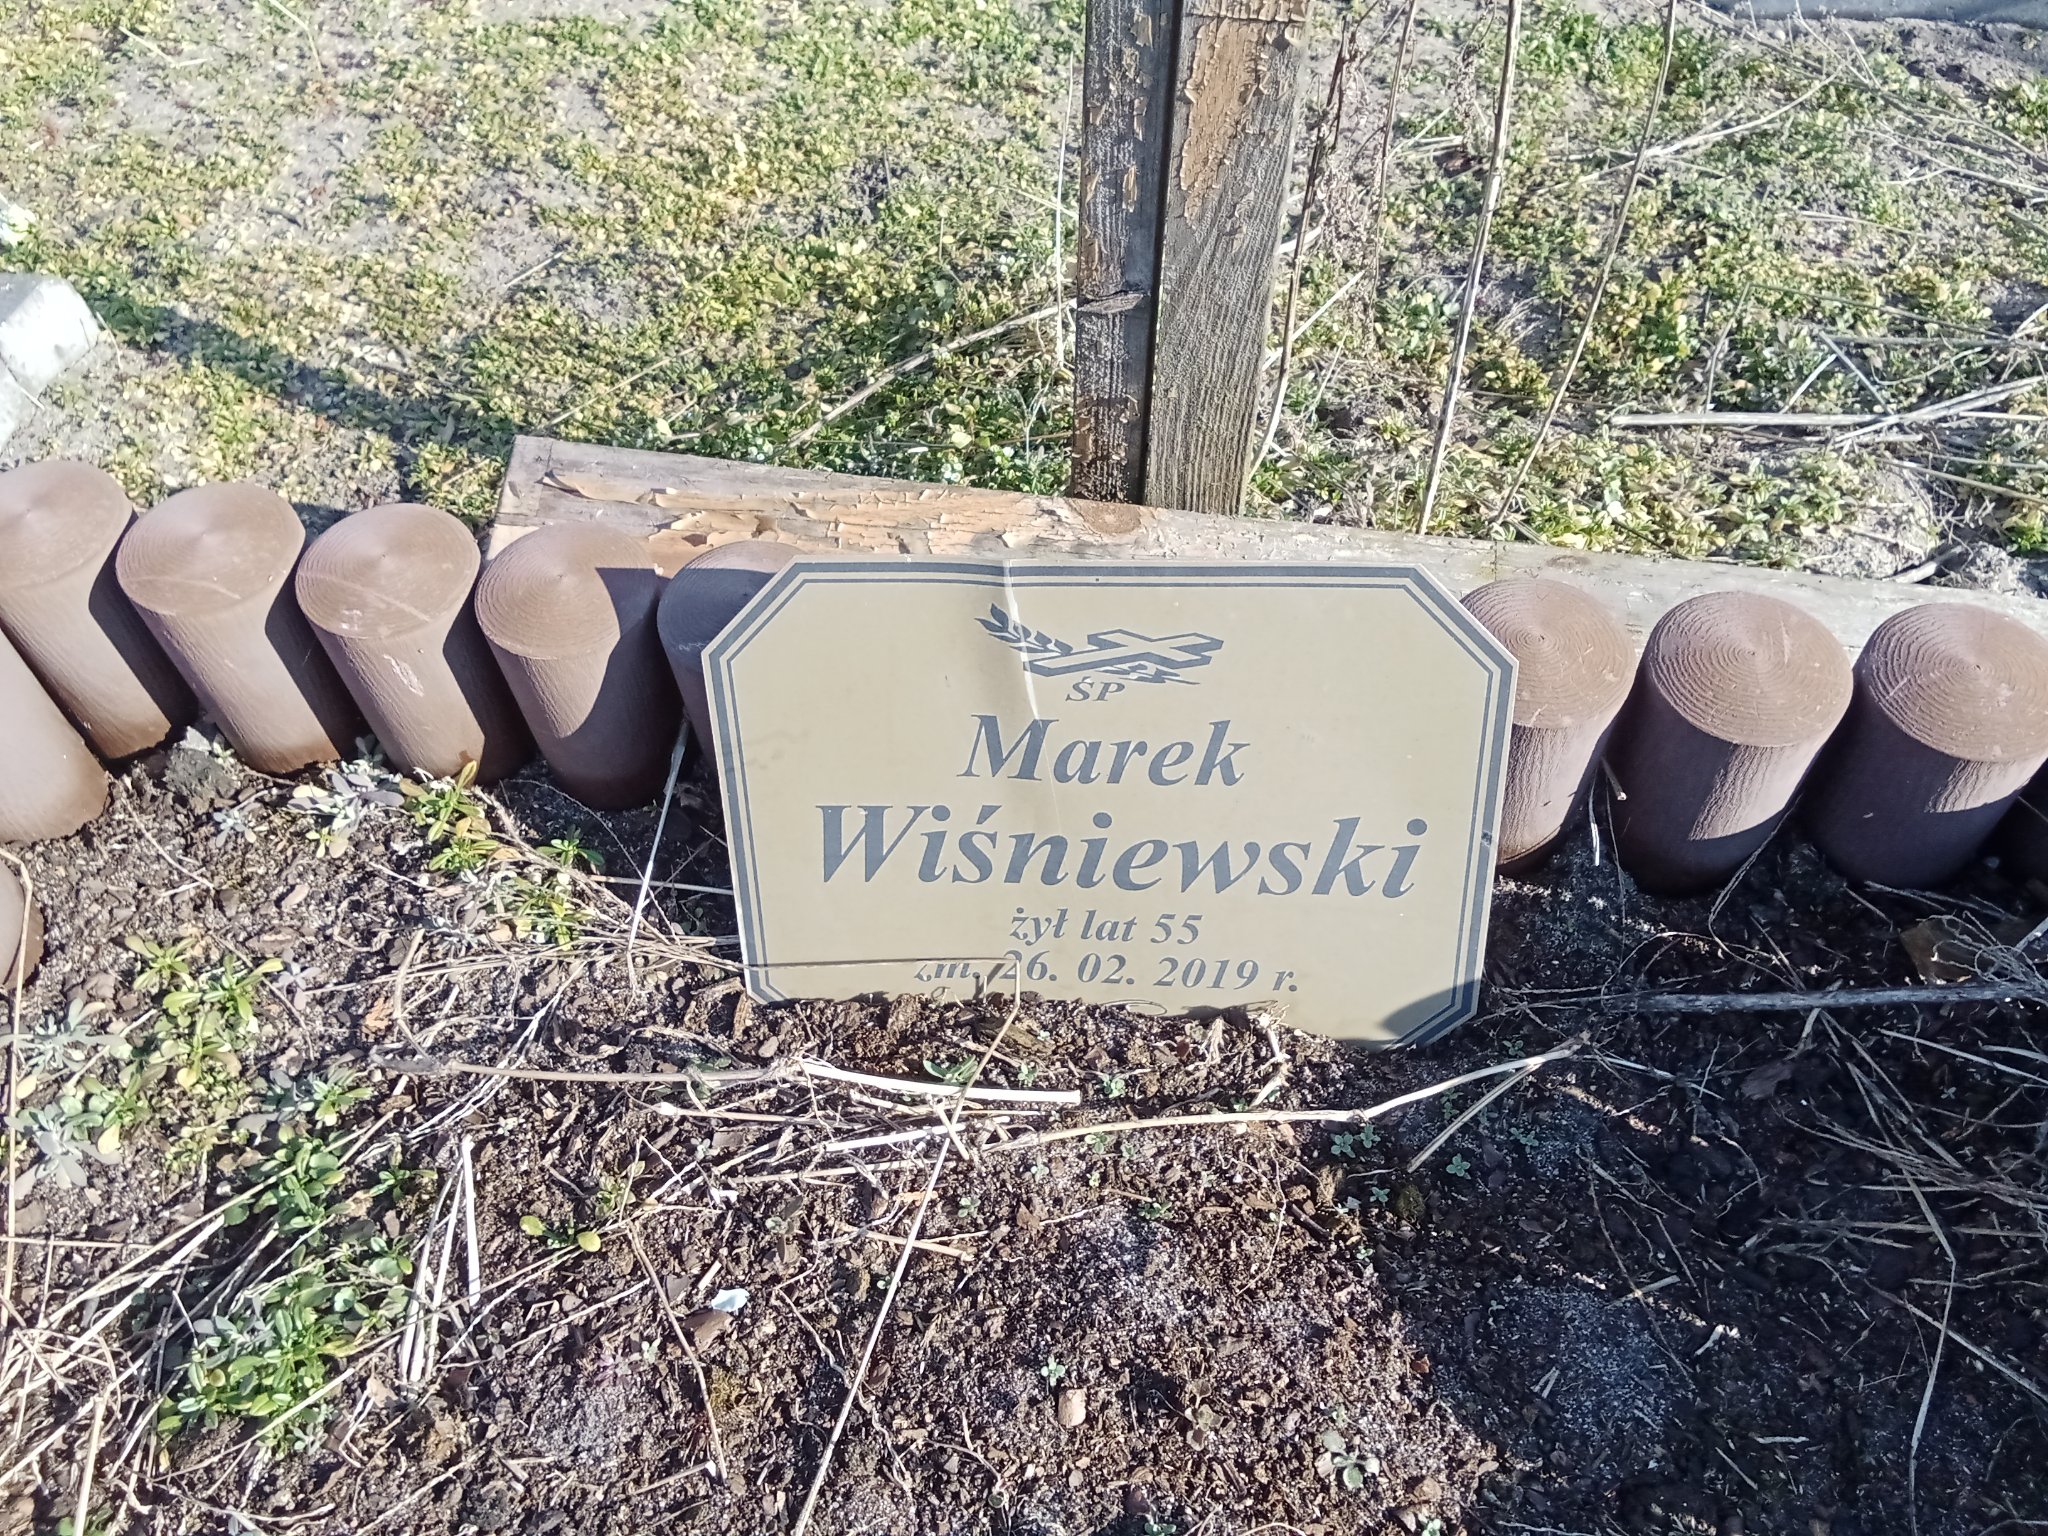 ŚP
Marek
Wiśniewski
żył lat 55
zm. 26. 02. 2019 r.